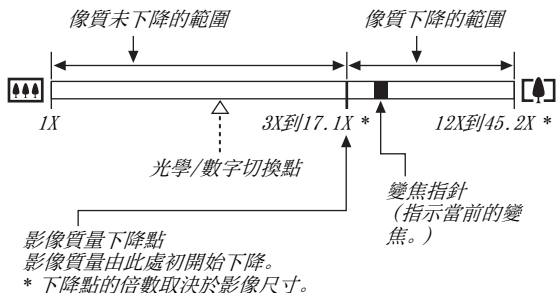 像質未下降的範圍
像質下降的範圍
1X
3X到17.1X *
12X到45.2X *
光學/數字切換點
變焦指針
(指示當前的變
焦。)
影像質量下降點
影像質量由此處初開始下降。
* 下降點的倍數取決於影像尺寸。